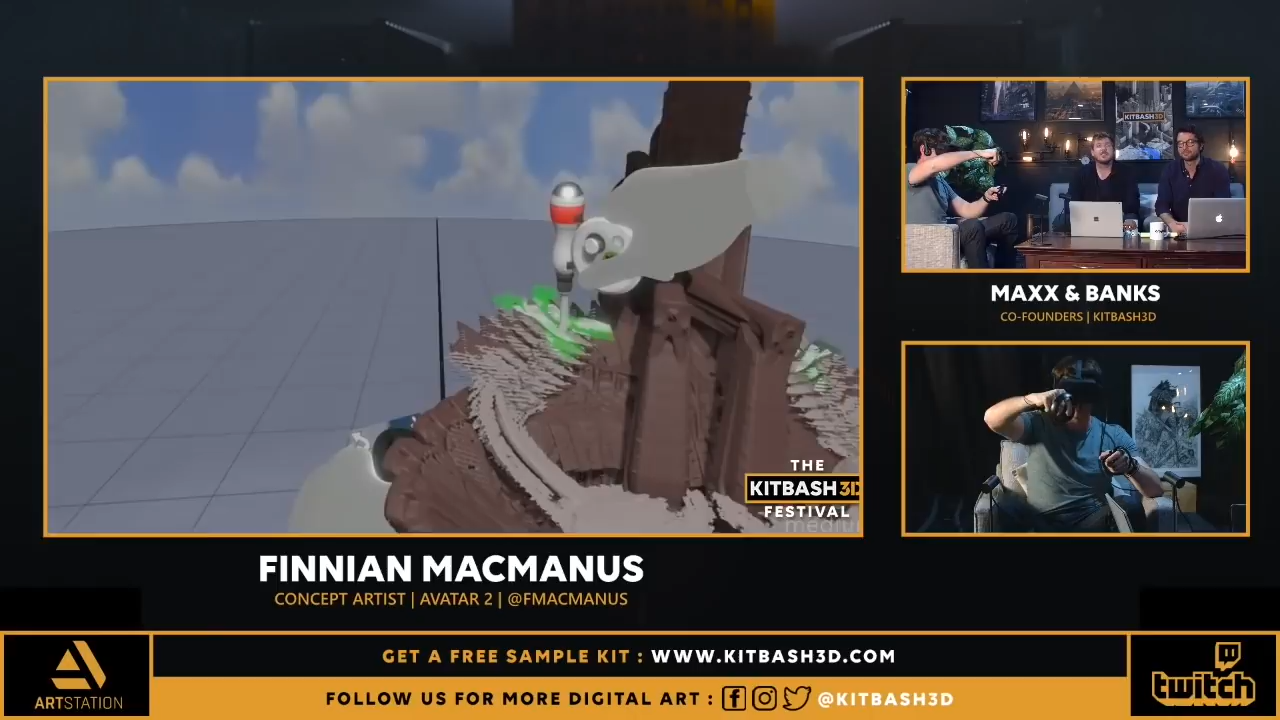 KITBASH3D
THE
KITBASH3D
FESTIVAL
MAXX & BANKS
CO-FOUNDERS | KITBASH3D
FINNIAN MACMANUS
CONCEPT ARTIST | AVATAR 2 | @FMACMANUS
GET A FREE SAMPLE KIT : WWW.KITBASH3D.COM
FOLLOW US FOR MORE DIGITAL ART : @KITBASH3D
ARTSTATION
twitch